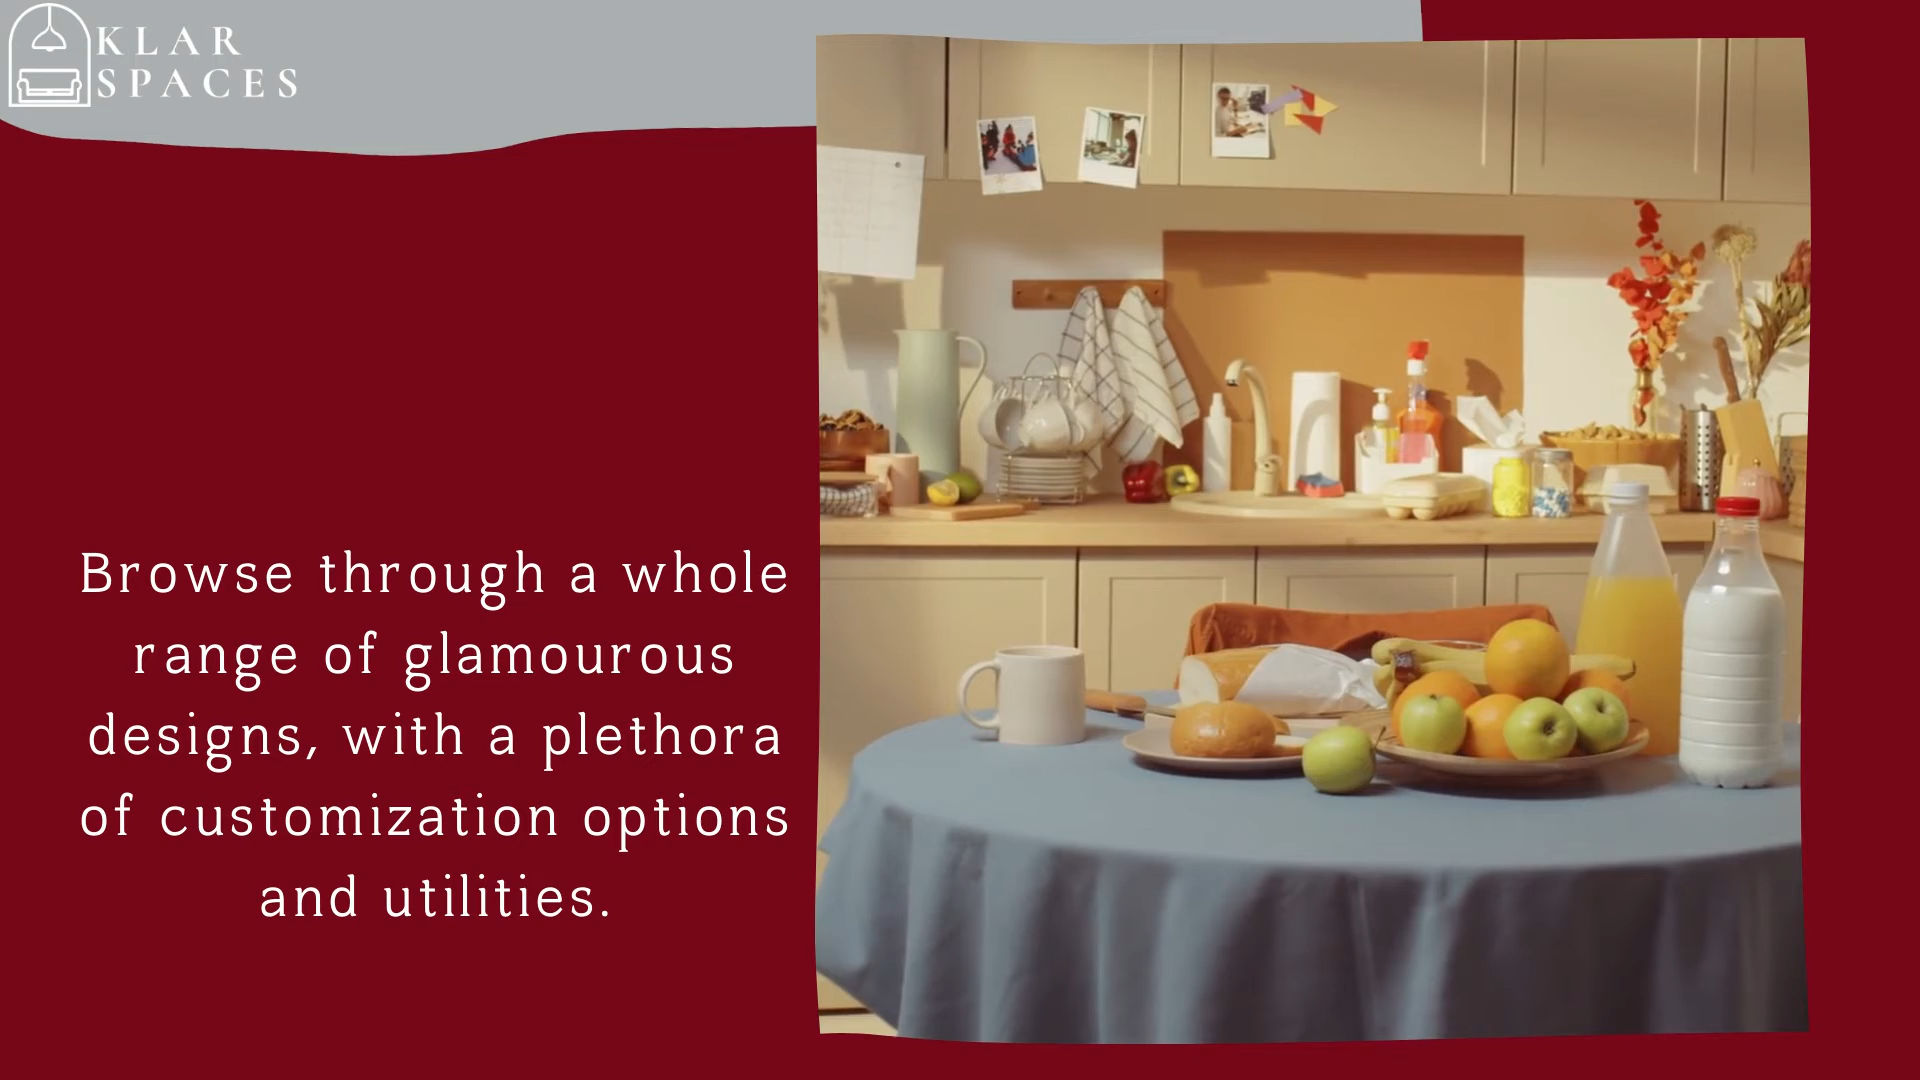 KLAR
SPACES
Browse through a whole
range of glamourous
designs, with a plethora
of customization options
and utilities.